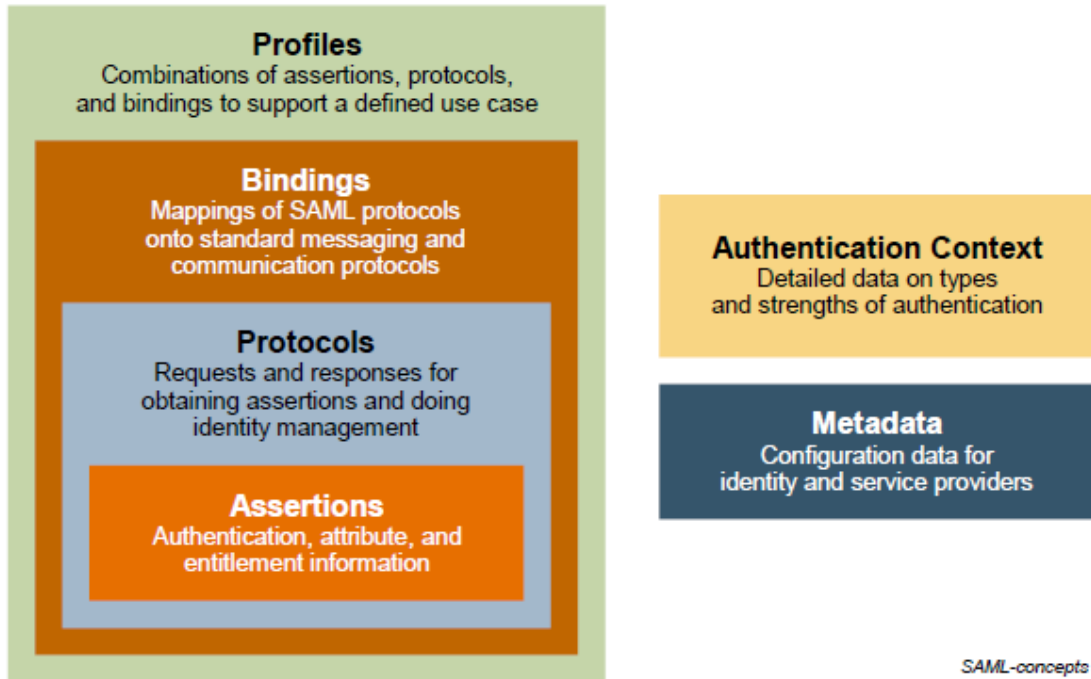 Profiles
Combinations of assertions, protocols,
and bindings to support a defined use case
Bindings
Mappings of SAML protocols
onto standard messaging and
communication protocols
Protocols
Requests and responses for
obtaining assertions and doing
identity management
Assertions
Authentication, attribute, and
entitlement information
Authentication Context
Detailed data on types
and strengths of authentication
Metadata
Configuration data for
identity and service providers
SAML-concepts